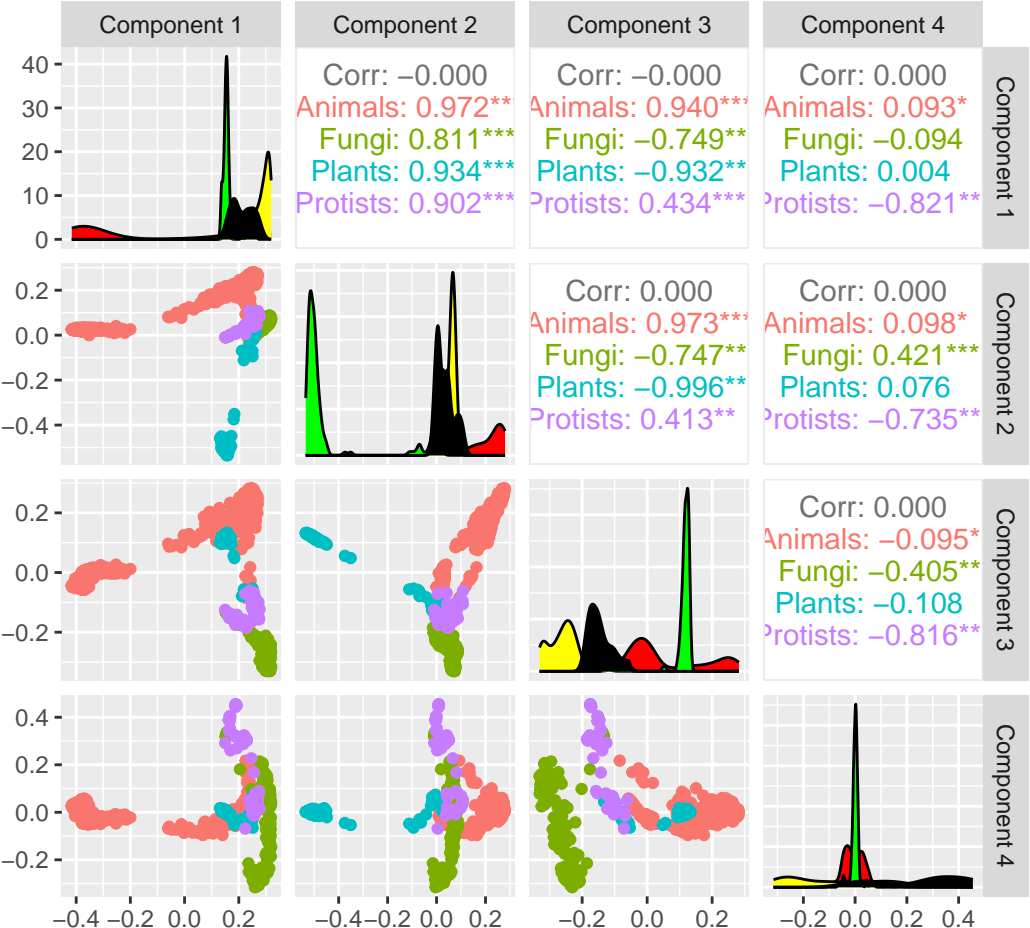 Component 1
Component 2
Component 3
Component 4
40
30
20
10
0
Corr: −0.000
Animals: 0.972**
Fungi: 0.811***
Plants: 0.934***
Protists: 0.902***
Corr: −0.000
Animals: 0.940***
Fungi: −0.749**
Plants: −0.932**
Protists: 0.434***
Corr: 0.000
Animals: 0.093*
Fungi: −0.094
Plants: 0.004
Protists: −0.821**
Component 1
0.2
0.0
−0.2
−0.4
Corr: 0.000
Animals: 0.973***
Fungi: −0.747**
Plants: −0.996**
Protists: 0.413**
Corr: 0.000
Animals: 0.098*
Fungi: 0.421***
Plants: 0.076
Protists: −0.735**
Component 2
0.2
0.0
−0.2
Corr: 0.000
Animals: −0.095*
Fungi: −0.405**
Plants: −0.108
Protists: −0.816**
Component 3
0.4
0.2
0.0
−0.2
Component 4
−0.4 −0.2 0.0 0.2
−0.4 −0.2 0.0 0.2
−0.2 0.0 0.2
−0.2 0.0 0.2 0.4